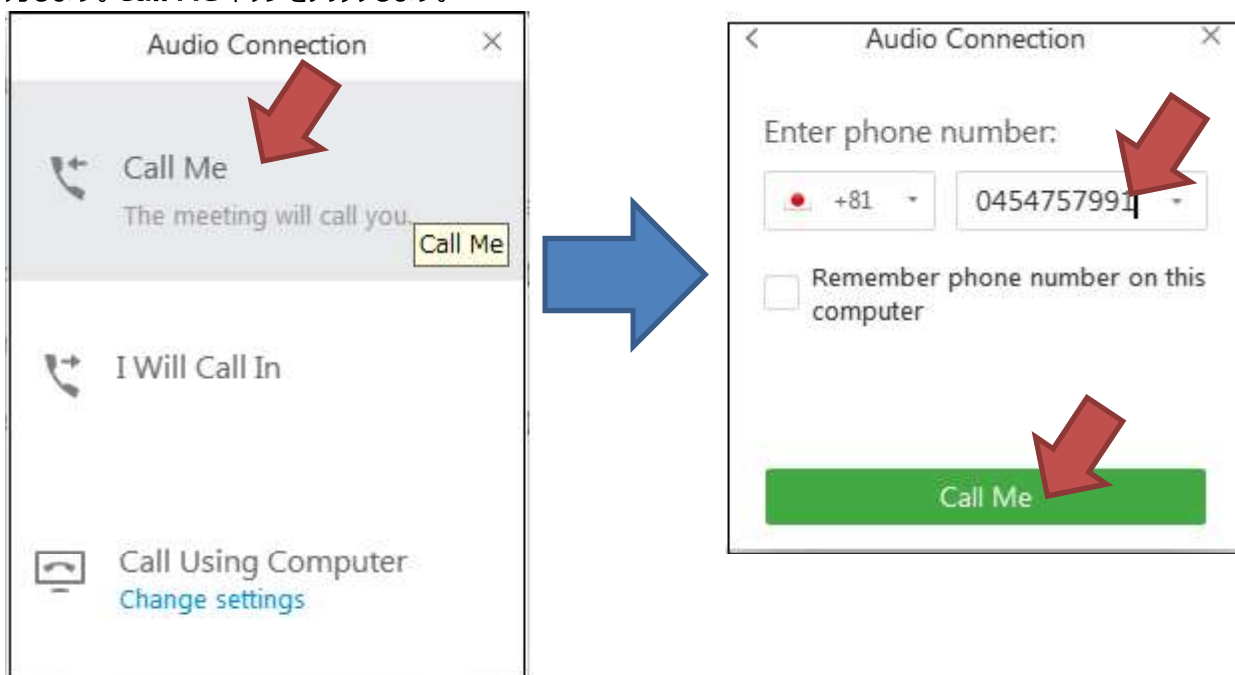 Audio Connection
Call Me
The meeting will call you.
Call Me
I Will Call In
Call Using Computer
Change settings
Audio Connection
Enter phone number:
+81
0454757991
Remember phone number on this
computer
Call Me